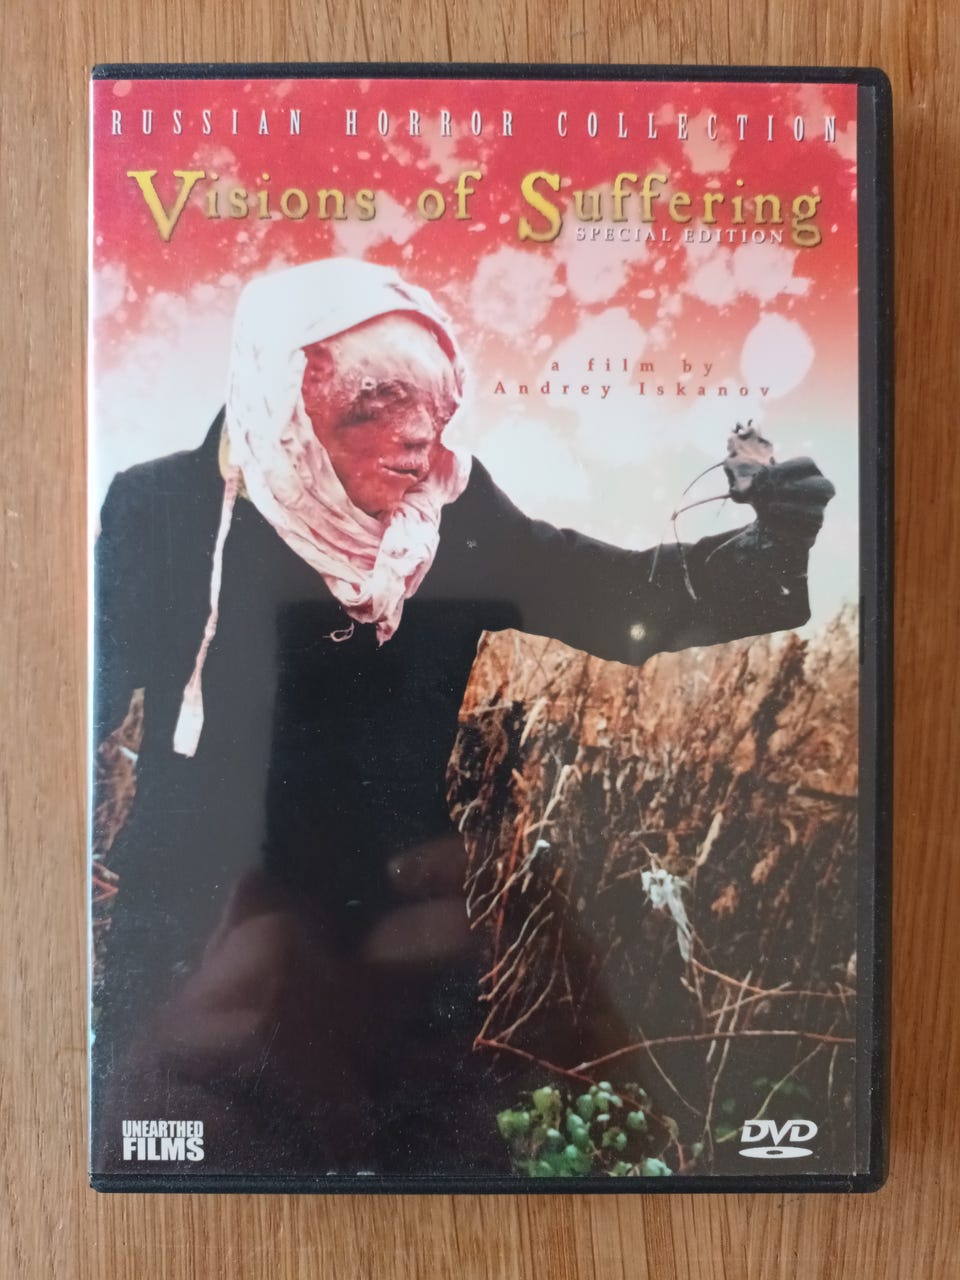 RUSSIAN HORROR COLLECTION
Visions of Suffering
SPECIAL EDITION
a film by
Andrey Iskanov
UNEARTHED
FILMS
DVD